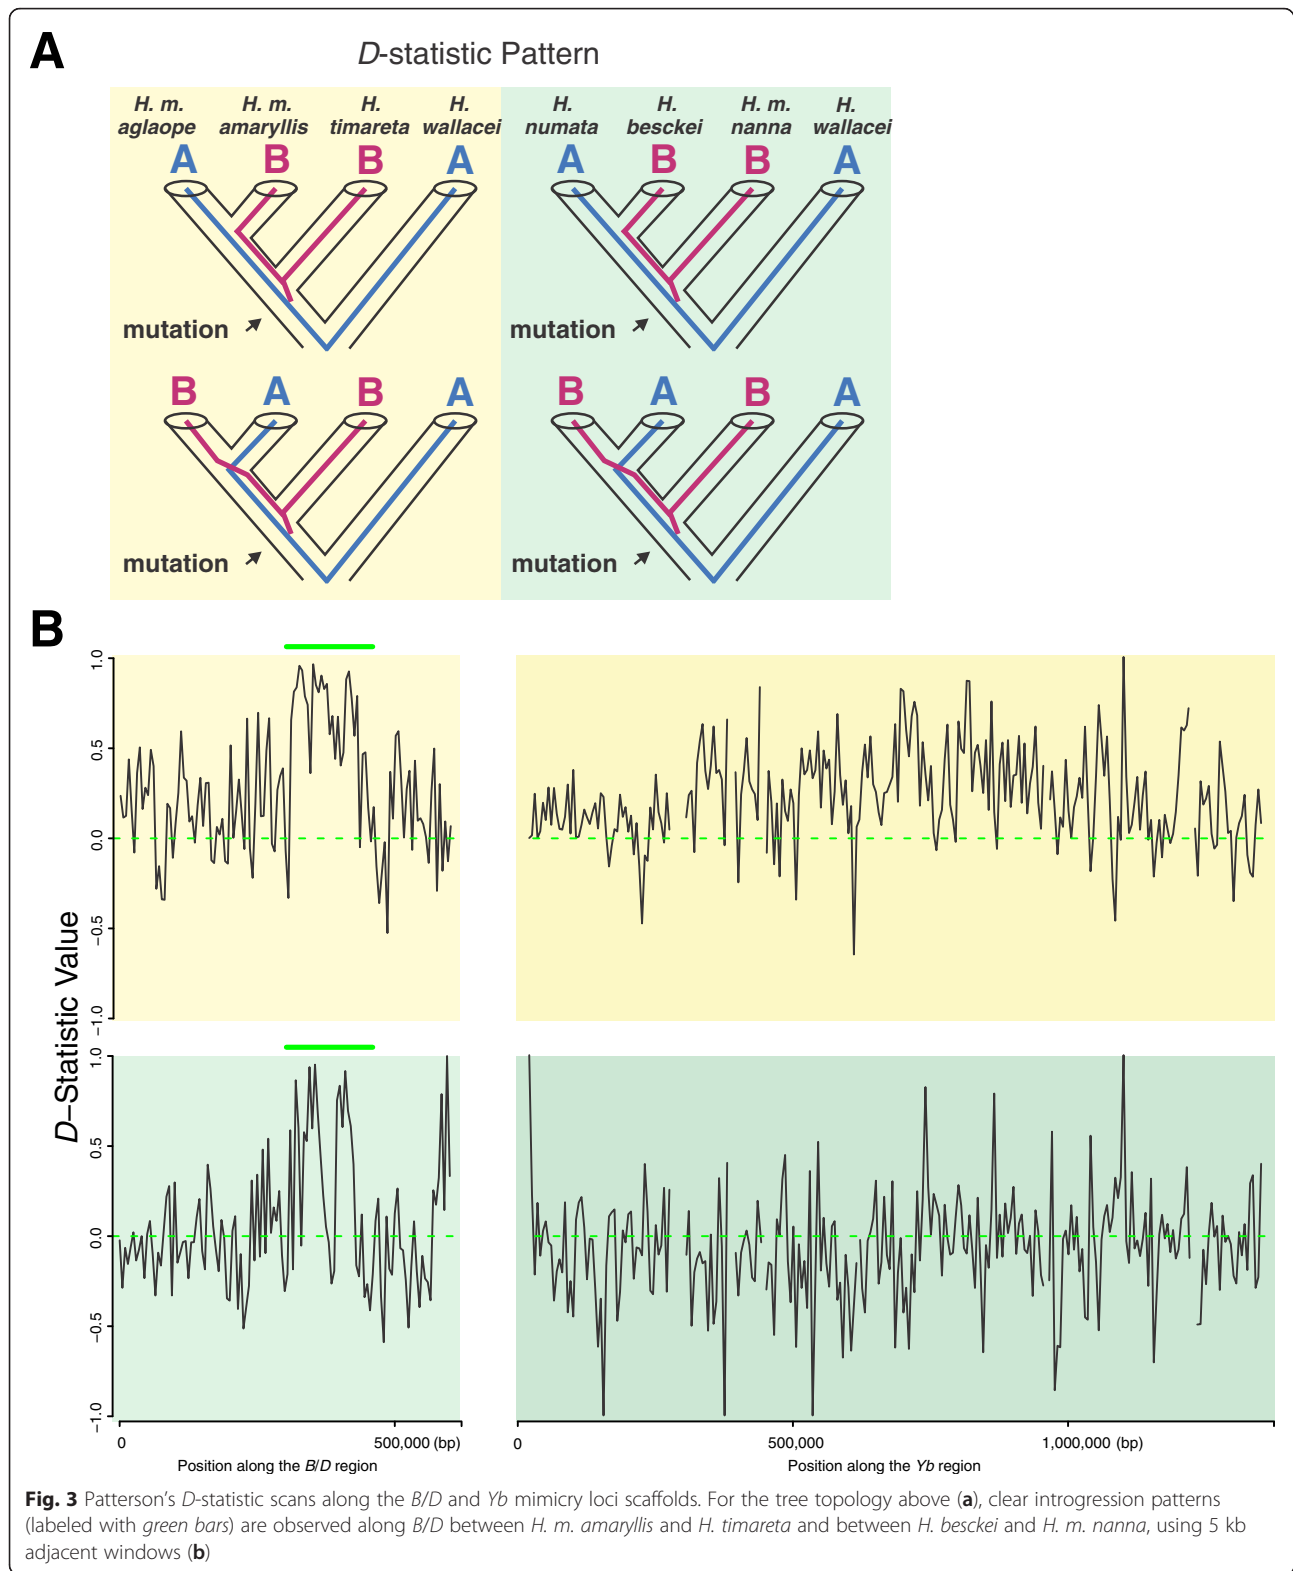 A
D-statistic Pattern
H. m. aglaope
H. m. amaryllis
H. timareta
H. wallacei
H. numata
H. besckei
H. m. nanna
H. wallacei
A B B A
A B B A
mutation
mutation
B A B A
B A B A
mutation
mutation
B
D–Statistic Value
1.0
0.5
0.0
−0.5
−1.0
1.0
0.5
0.0
−0.5
−1.0
0 500,000 (bp)
Position along the B/D region
0 500,000 1,000,000 (bp)
Position along the Yb region
Fig. 3 Patterson's D-statistic scans along the B/D and Yb mimicry loci scaffolds. For the tree topology above (a), clear introgression patterns
(labeled with green bars) are observed along B/D between H. m. amaryllis and H. timareta and between H. besckei and H. m. nanna, using 5 kb
adjacent windows (b)